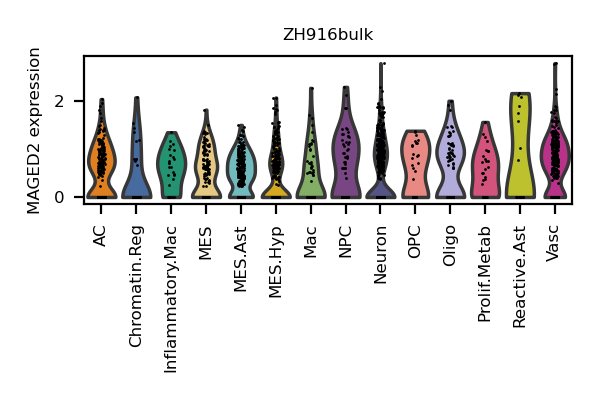 ZH916bulk
MAGED2 expression
2
0
AC
Chromatin.Reg
Inflammatory.Mac
MES
MES.Ast
MES.Hyp
Mac
NPC
Neuron
OPC
Oligo
Prolif.Metab
Reactive.Ast
Vasc